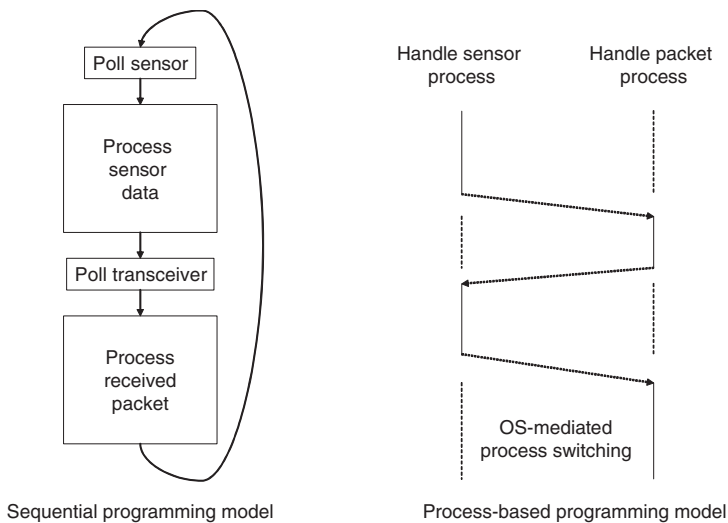 Poll sensor
Process
sensor
data
Poll transceiver
Process
received
packet
Sequential programming model
Handle sensor
process
Handle packet
process
OS-mediated
process switching
Process-based programming model